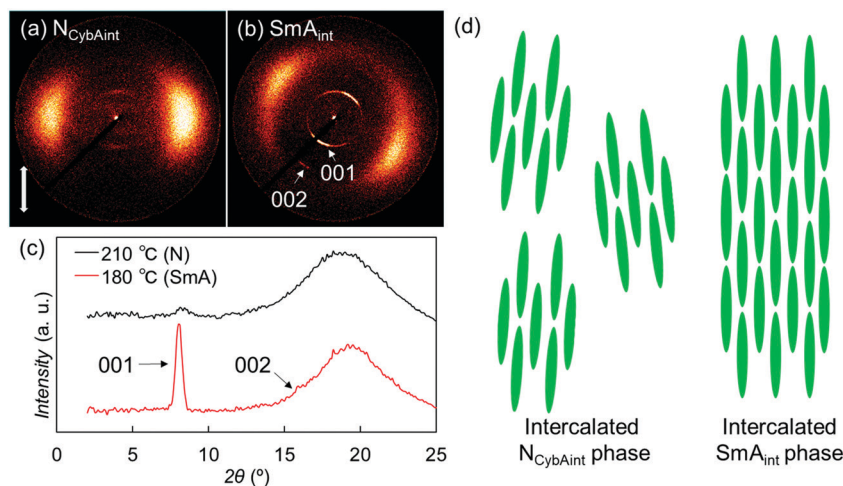 (a) N_CybAint
(b) SmA_int
(d)
001
002
(c)
210 ℃ (N)
180 ℃ (SmA)
001
002
Intensity (a. u.)
0 5 10 15 20 25
2θ (º)
Intercalated
N_CybAint phase
Intercalated
SmA_int phase